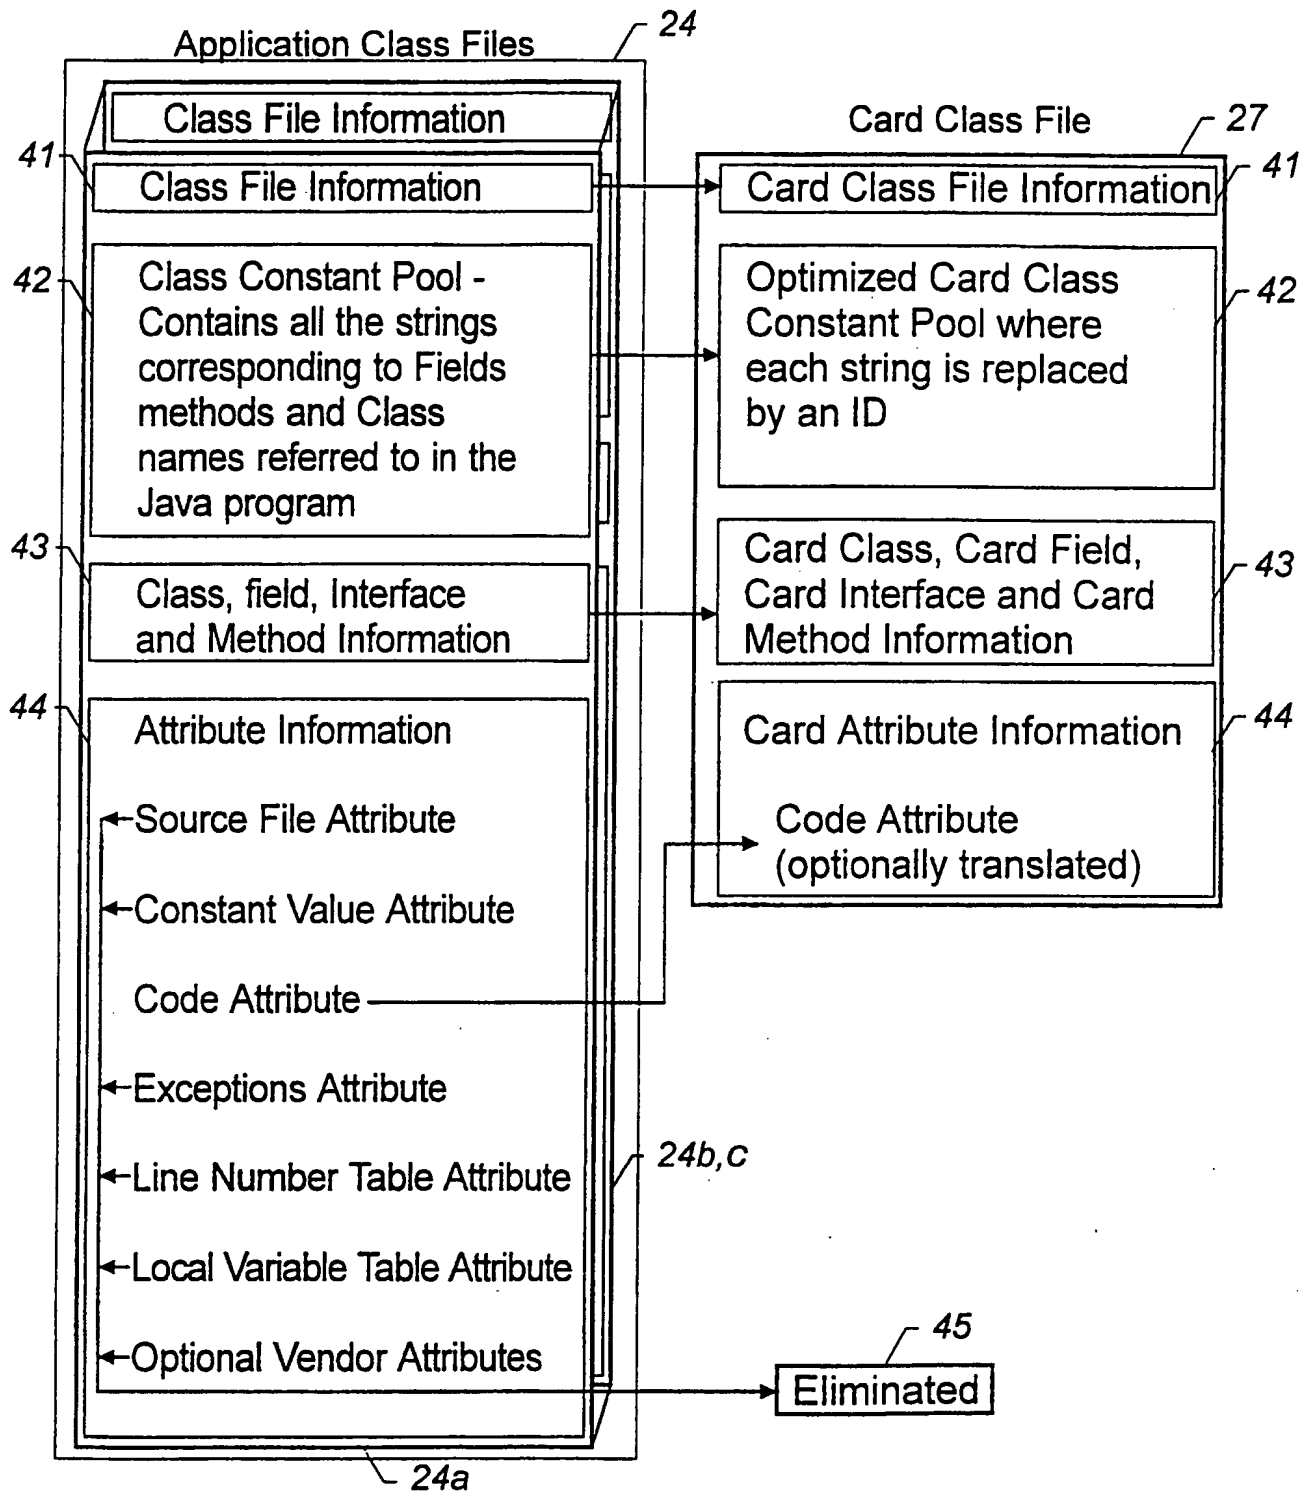 24
Application Class Files
Class File Information
Card Class File
27
41
Class File Information
Card Class File Information
41
42
Class Constant Pool -
Contains all the strings
corresponding to Fields
methods and Class
names referred to in the
Java program
Optimized Card Class
Constant Pool where
each string is replaced
by an ID
42
43
Class, field, Interface
and Method Information
Card Class, Card Field,
Card Interface and Card
Method Information
43
44
Attribute Information
Source File Attribute
Constant Value Attribute
Code Attribute
Exceptions Attribute
Line Number Table Attribute
Local Variable Table Attribute
Optional Vendor Attributes
Card Attribute Information
Code Attribute
(optionally translated)
44
24b,c
45
Eliminated
24a